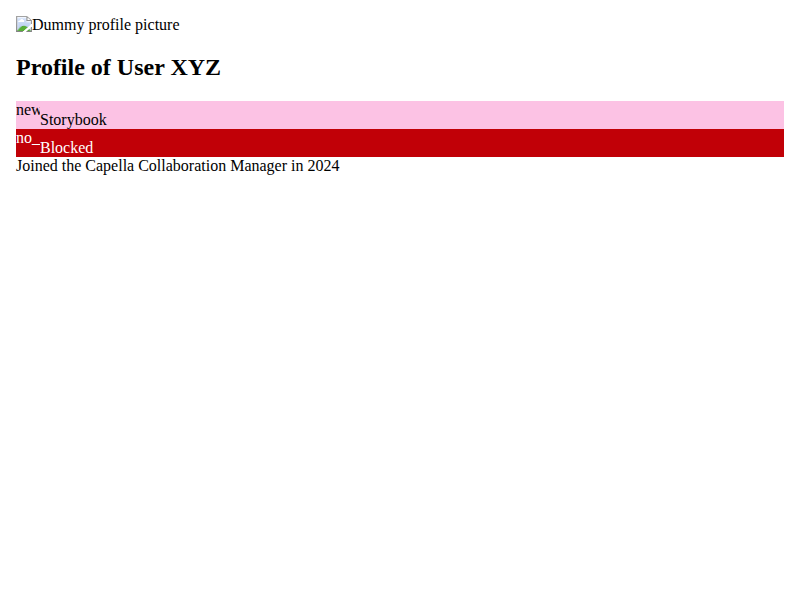 Dummy profile picture
Profile of User XYZ
new Storybook
no_ Blocked
Joined the Capella Collaboration Manager in 2024